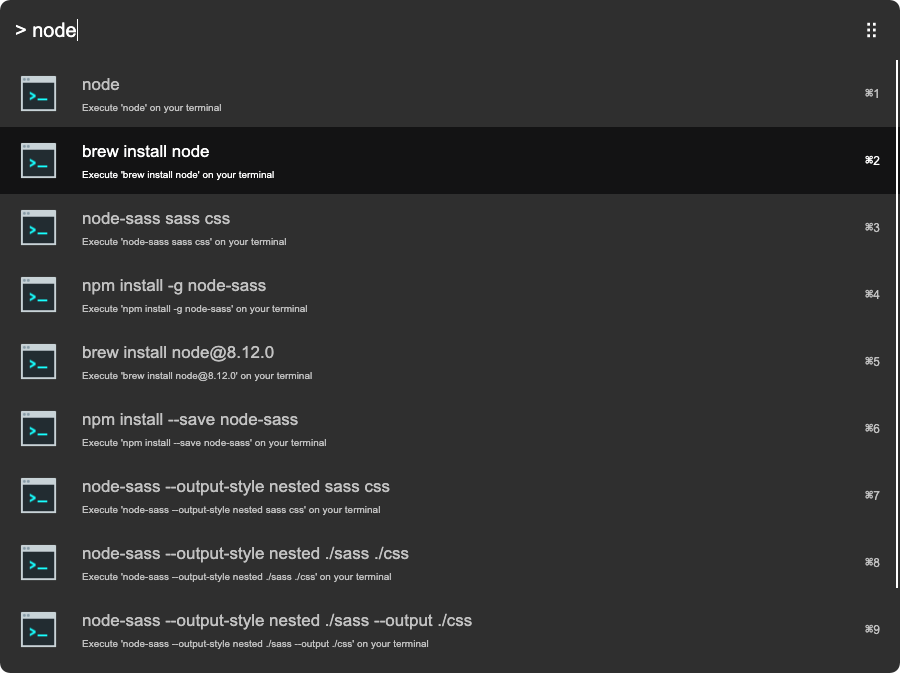 > node
node
Execute 'node' on your terminal
⌘1
brew install node
Execute 'brew install node' on your terminal
⌘2
node-sass sass css
Execute 'node-sass sass css' on your terminal
⌘3
npm install -g node-sass
Execute 'npm install -g node-sass' on your terminal
⌘4
brew install node@8.12.0
Execute 'brew install node@8.12.0' on your terminal
⌘5
npm install --save node-sass
Execute 'npm install --save node-sass' on your terminal
⌘6
node-sass --output-style nested sass css
Execute 'node-sass --output-style nested sass css' on your terminal
⌘7
node-sass --output-style nested ./sass ./css
Execute 'node-sass --output-style nested ./sass ./css' on your terminal
⌘8
node-sass --output-style nested ./sass --output ./css
Execute 'node-sass --output-style nested ./sass --output ./css' on your terminal
⌘9